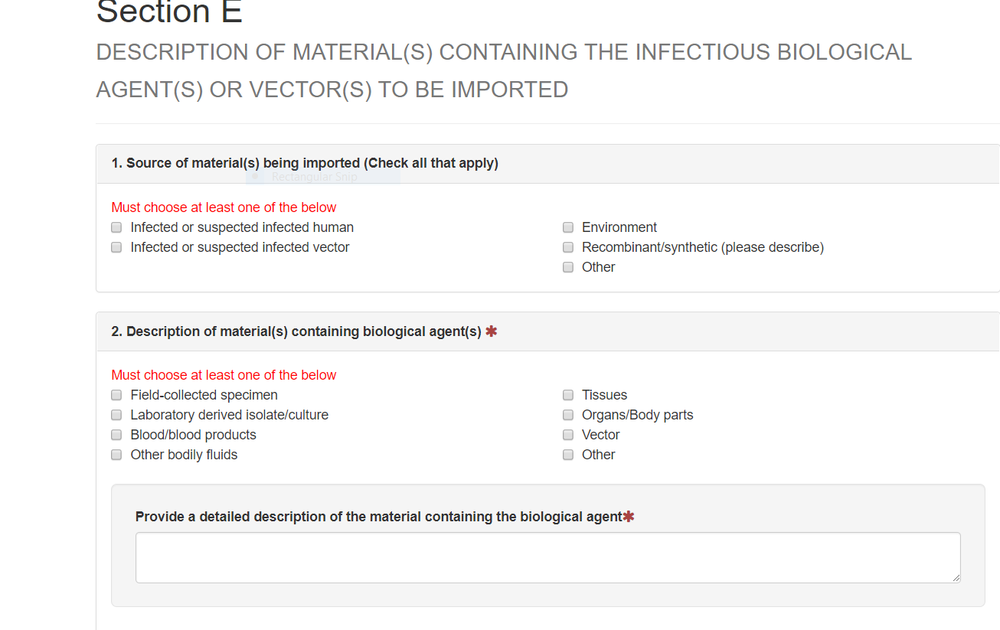 Section E
DESCRIPTION OF MATERIAL(S) CONTAINING THE INFECTIOUS BIOLOGICAL
AGENT(S) OR VECTOR(S) TO BE IMPORTED
1. Source of material(s) being imported (Check all that apply)
Rectangular Snip
Must choose at least one of the below
Infected or suspected infected human
Infected or suspected infected vector
Environment
Recombinant/synthetic (please describe)
Other
2. Description of material(s) containing biological agent(s) ✱
Must choose at least one of the below
Field-collected specimen
Laboratory derived isolate/culture
Blood/blood products
Other bodily fluids
Tissues
Organs/Body parts
Vector
Other
Provide a detailed description of the material containing the biological agent✱